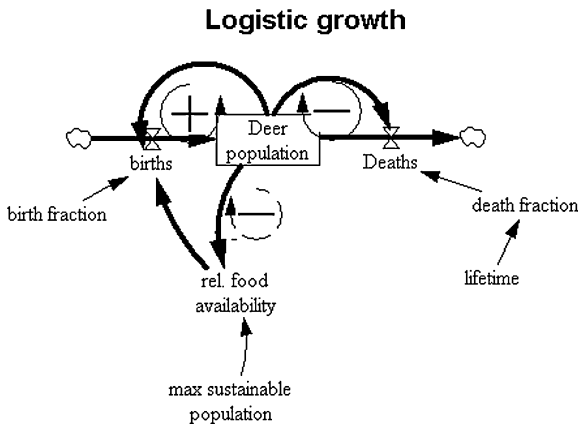 Logistic growth
Deer
population
births
Deaths
birth fraction
death fraction
lifetime
rel. food
availability
max sustainable
population